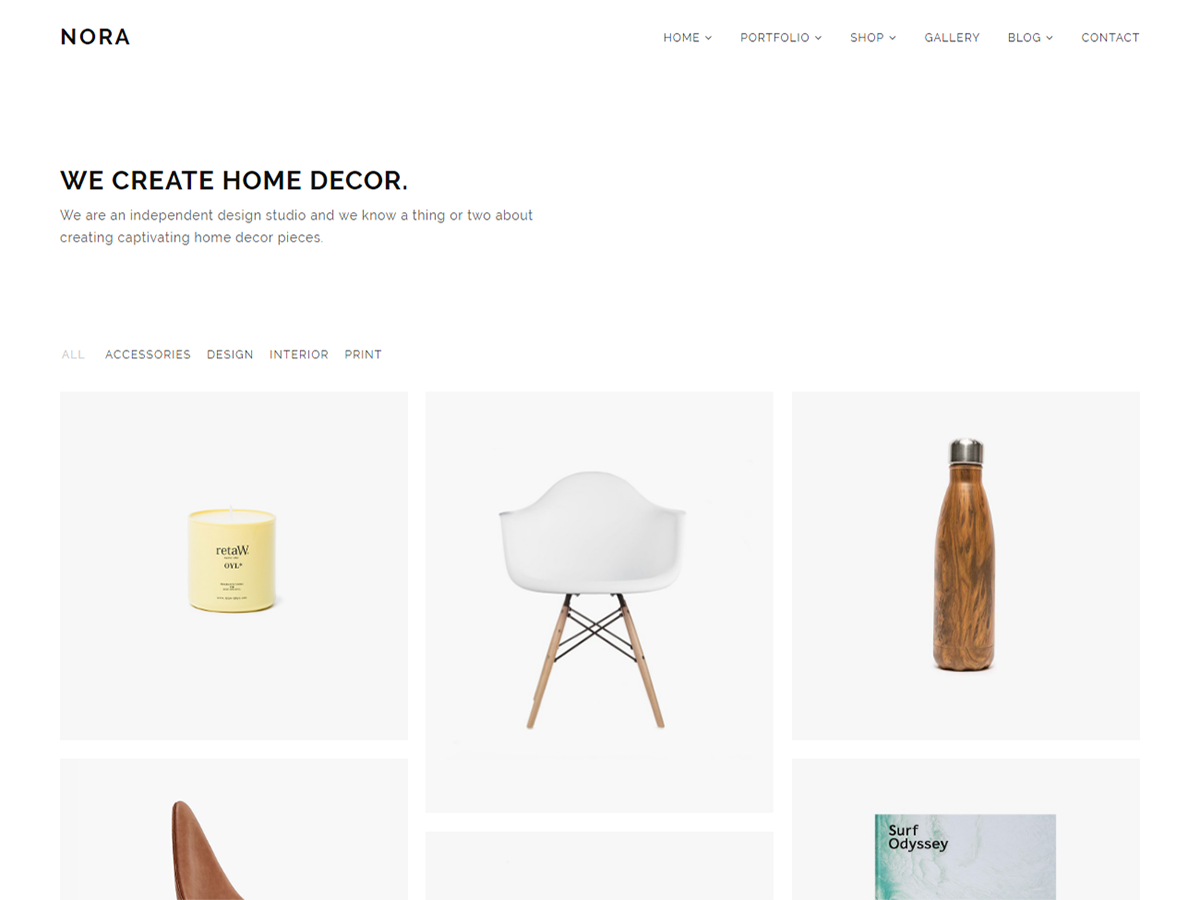 NORA
HOME
PORTFOLIO
SHOP
GALLERY
BLOG
CONTACT
WE CREATE HOME DECOR.
We are an independent design studio and we know a thing or two about
creating captivating home decor pieces.
ALL
ACCESSORIES
DESIGN
INTERIOR
PRINT
retaW
OYL*
Surf
Odyssey